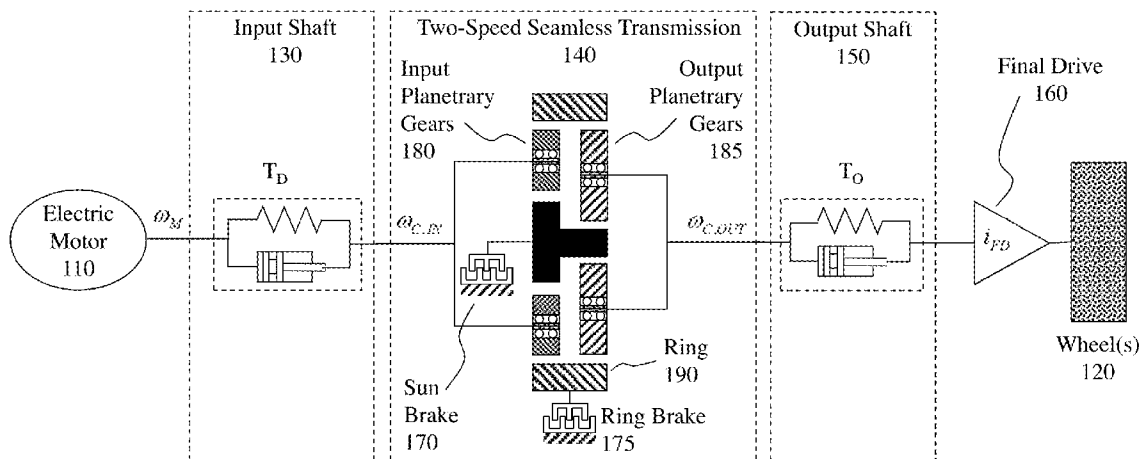 Input Shaft
130
Two-Speed Seamless Transmission
140
Output Shaft
150
Input
Planetrary
Gears
180
Output
Planetrary
Gears
185
Final Drive
160
T_D
T_O
Electric
Motor
110
ω_M
ω_C,IN
ω_C,OUT
i_FD
Sun
Brake
170
Ring
190
Ring Brake
175
Wheel(s)
120